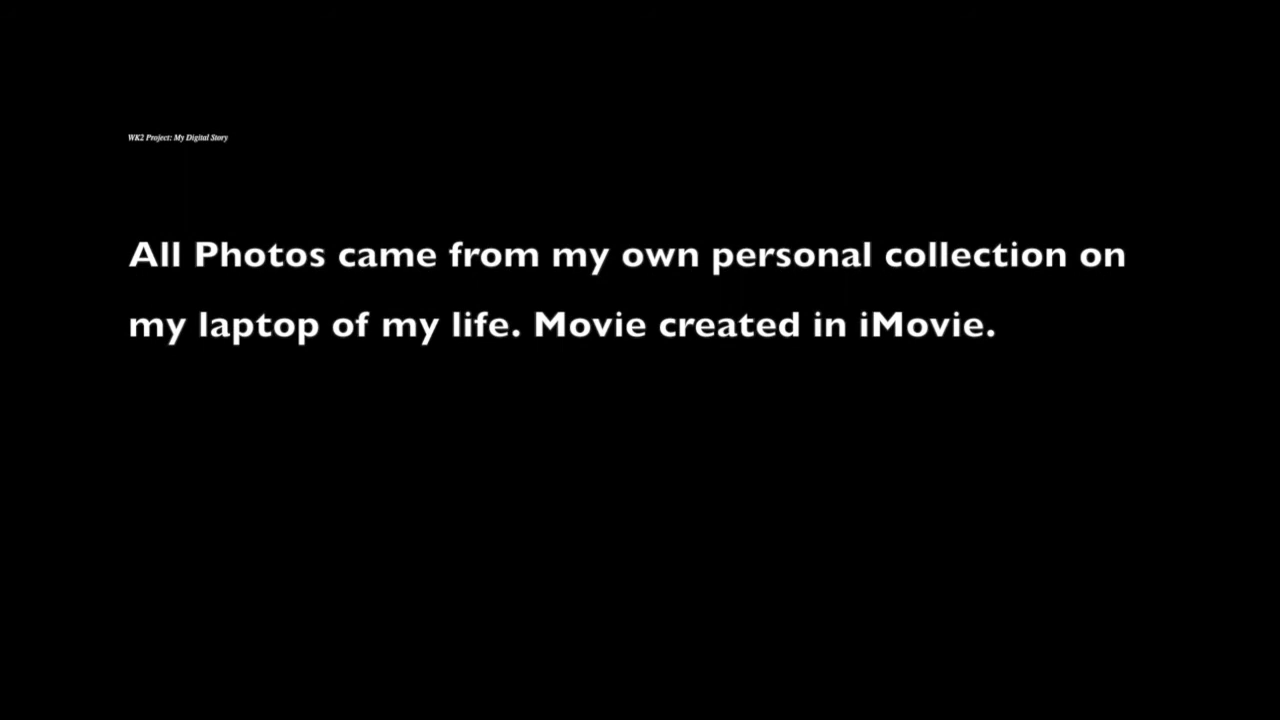 WK2 Project: My Digital Story
All Photos came from my own personal collection on
my laptop of my life. Movie created in iMovie.